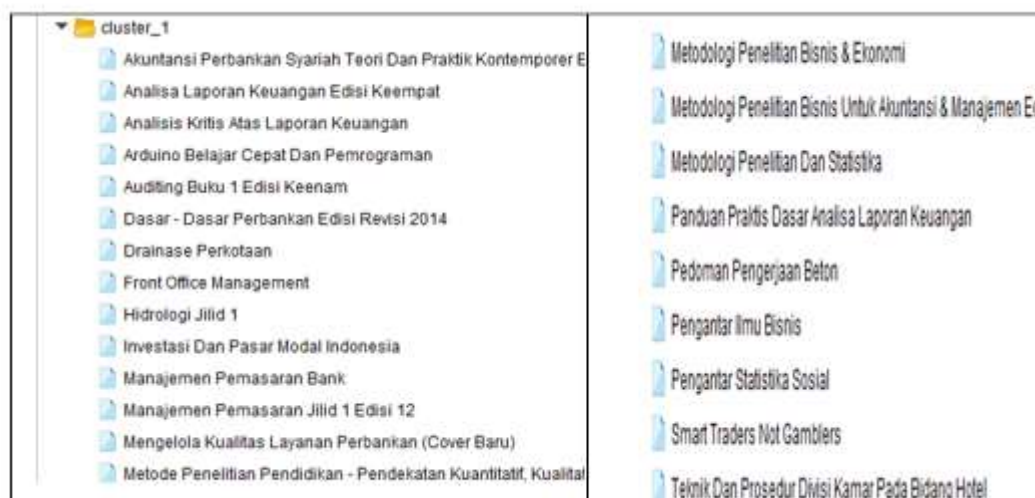 cluster_1
Akuntansi Perbankan Syariah Teori Dan Praktik Kontemporer E
Analisa Laporan Keuangan Edisi Keempat
Analisis Kritis Atas Laporan Keuangan
Arduino Belajar Cepat Dan Pemrograman
Auditing Buku 1 Edisi Keenam
Dasar - Dasar Perbankan Edisi Revisi 2014
Drainase Perkotaan
Front Office Management
Hidrologi Jilid 1
Investasi Dan Pasar Modal Indonesia
Manajemen Pemasaran Bank
Manajemen Pemasaran Jilid 1 Edisi 12
Mengelola Kualitas Layanan Perbankan (Cover Baru)
Metode Penelitian Pendidikan - Pendekatan Kuantitatif, Kualitat
Metodologi Penelitian Bisnis & Ekonomi
Metodologi Penelitian Bisnis Untuk Akuntansi & Manajemen E
Metodologi Penelitian Dan Statistika
Panduan Praktis Dasar Analisa Laporan Keuangan
Pedoman Pengerjaan Beton
Pengantar Ilmu Bisnis
Pengantar Statistika Sosial
Smart Traders Not Gamblers
Teknik Dan Prosedur Divisi Kamar Pada Bidang Hotel